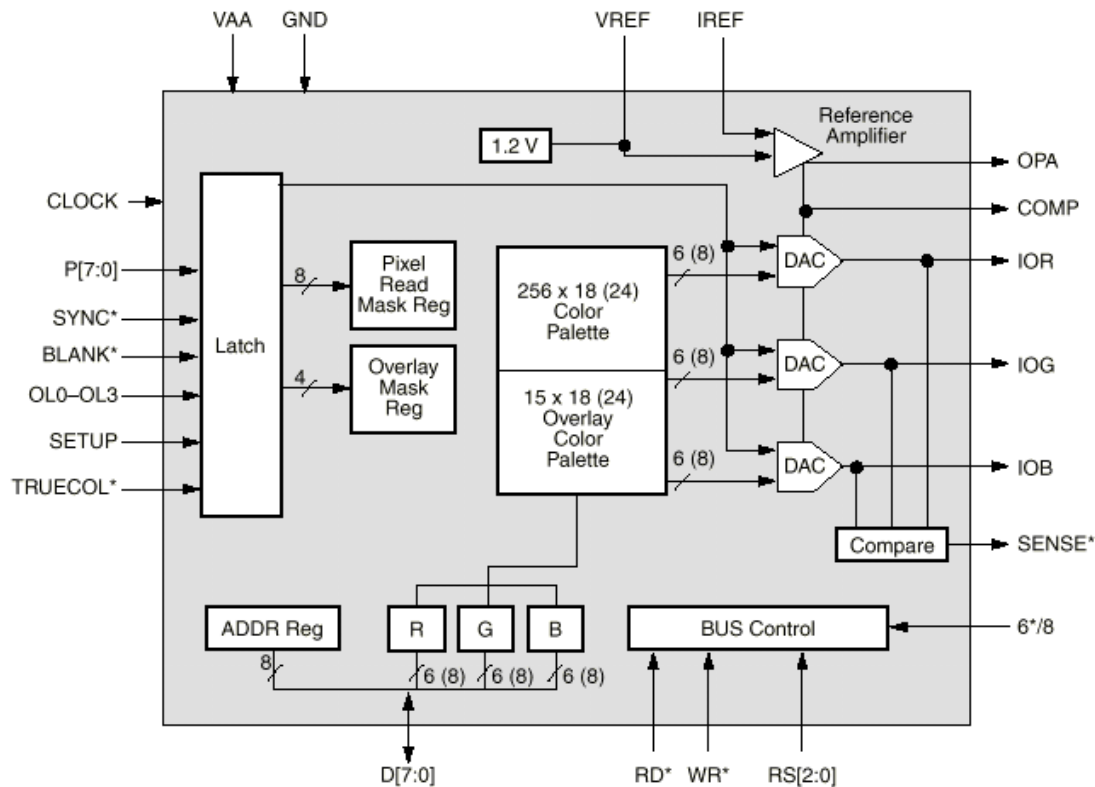 VAA GND VREF IREF
Reference
Amplifier
1.2 V
OPA
CLOCK
COMP
P[7:0]
SYNC*
BLANK*
OL0–OL3
SETUP
TRUECOL*
Latch
8
Pixel
Read
Mask Reg
4
Overlay
Mask
Reg
256 x 18 (24)
Color
Palette
15 x 18 (24)
Overlay
Color
Palette
6 (8)
DAC
IOR
6 (8)
DAC
IOG
6 (8)
DAC
IOB
Compare
SENSE*
ADDR Reg
R
G
B
BUS Control
6*/8
8
6 (8)
6 (8)
6 (8)
D[7:0]
RD*
WR*
RS[2:0]